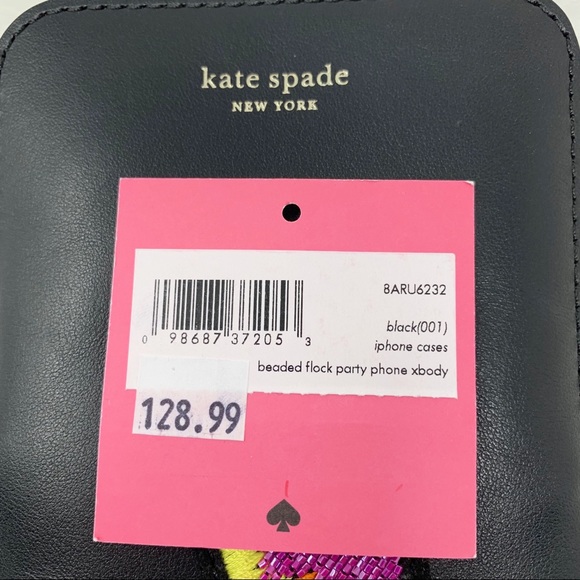 kate spade
NEW YORK
8ARU6232
0 98687 37205 3
black(001)
iphone cases
beaded flock party phone xbody
128.99